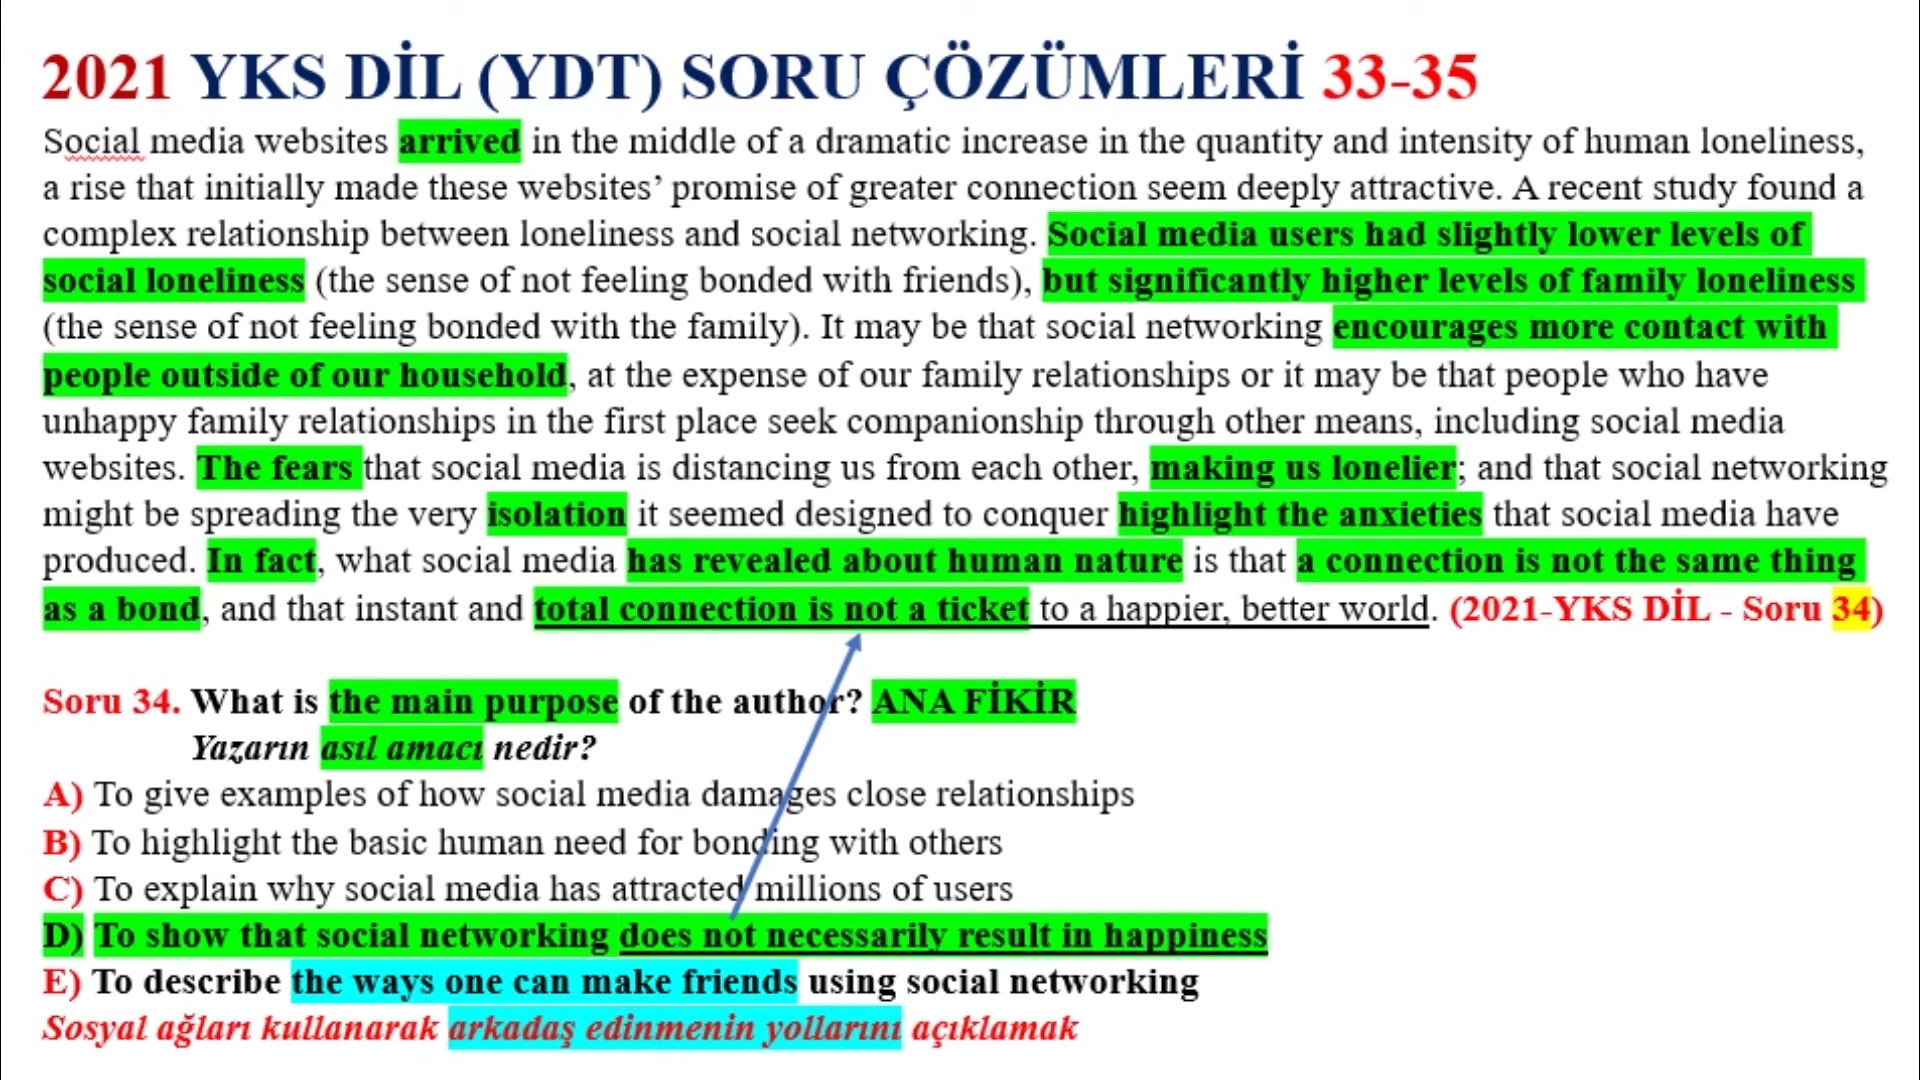 2021 YKS DİL (YDT) SORU ÇÖZÜMLERİ 33-35
Social media websites arrived in the middle of a dramatic increase in the quantity and intensity of human loneliness,
a rise that initially made these websites’ promise of greater connection seem deeply attractive. A recent study found a
complex relationship between loneliness and social networking. Social media users had slightly lower levels of
social loneliness (the sense of not feeling bonded with friends), but significantly higher levels of family loneliness
(the sense of not feeling bonded with the family). It may be that social networking encourages more contact with
people outside of our household, at the expense of our family relationships or it may be that people who have
unhappy family relationships in the first place seek companionship through other means, including social media
websites. The fears that social media is distancing us from each other, making us lonelier; and that social networking
might be spreading the very isolation it seemed designed to conquer highlight the anxieties that social media have
produced. In fact, what social media has revealed about human nature is that a connection is not the same thing
as a bond, and that instant and total connection is not a ticket to a happier, better world. (2021-YKS DİL - Soru 34)
Soru 34. What is the main purpose of the author? ANA FİKİR
Yazarın asıl amacı nedir?
A) To give examples of how social media damages close relationships
B) To highlight the basic human need for bonding with others
C) To explain why social media has attracted millions of users
D) To show that social networking does not necessarily result in happiness
E) To describe the ways one can make friends using social networking
Sosyal ağları kullanarak arkadaş edinmenin yollarını açıklamak